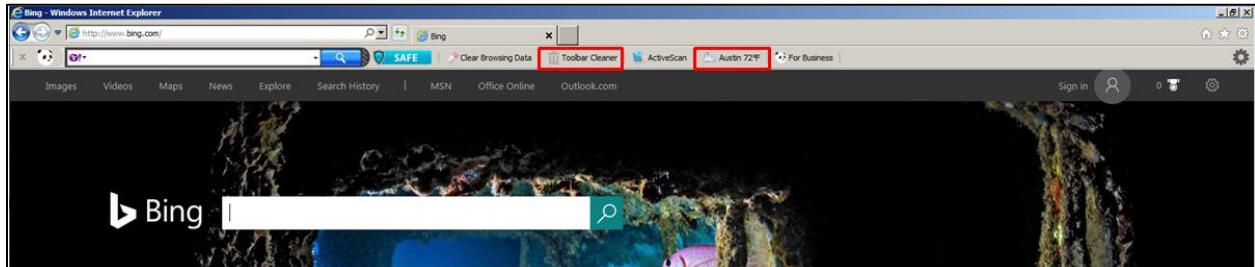 Bing - Windows Internet Explorer
http://www.bing.com/ Bing
Y!- SAFE Clear Browsing Data Toolbar Cleaner ActiveScan Austin 72°F For Business
Images Videos Maps News Explore Search History | MSN Office Online Outlook.com Sign in 0
Bing